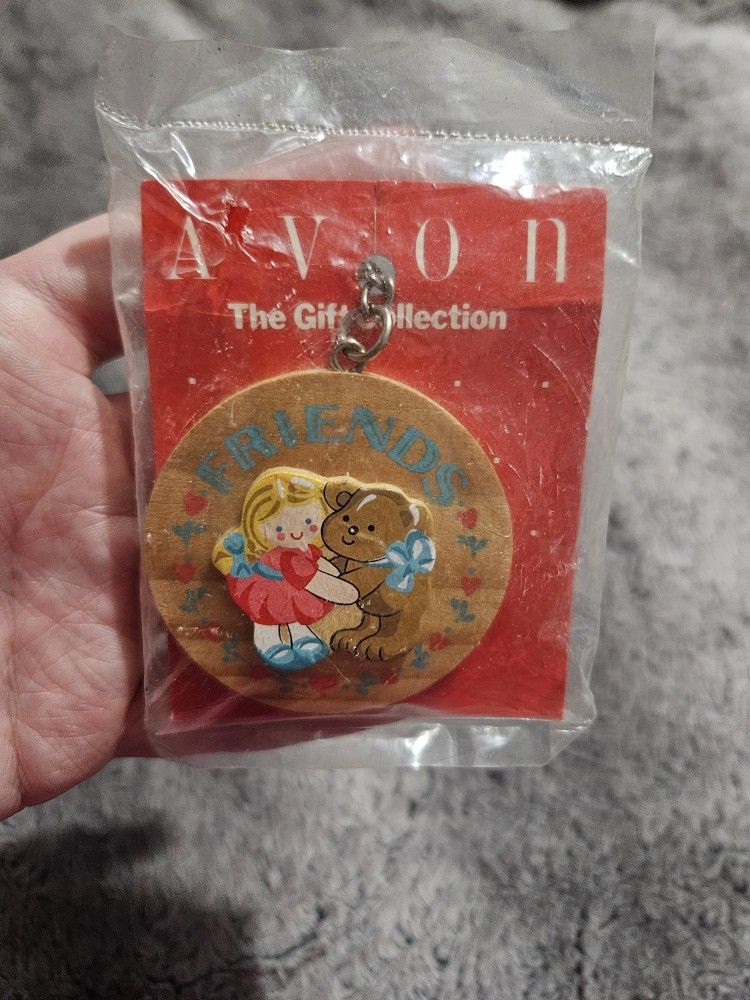 AVON
The Gift Collection
FRIENDS